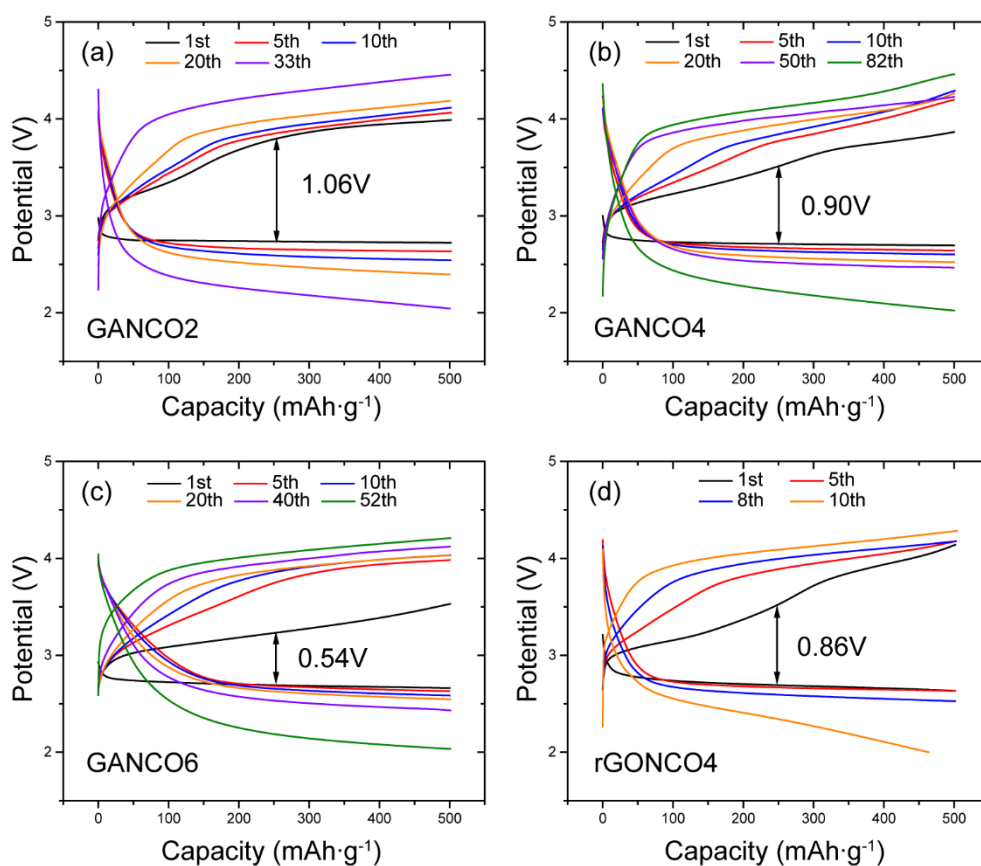 (a)
1st 5th 10th
20th 33th
5
4
3
2
1.06V
GANCO2
0 100 200 300 400 500
Potential (V)
Capacity (mAh·g⁻¹)
(b)
1st 5th 10th
20th 50th 82th
5
4
3
2
0.90V
GANCO4
0 100 200 300 400 500
Potential (V)
Capacity (mAh·g⁻¹)
(c)
1st 5th 10th
20th 40th 52th
5
4
3
2
0.54V
GANCO6
0 100 200 300 400 500
Potential (V)
Capacity (mAh·g⁻¹)
(d)
1st 5th
8th 10th
5
4
3
2
0.86V
rGONCO4
0 100 200 300 400 500
Potential (V)
Capacity (mAh·g⁻¹)